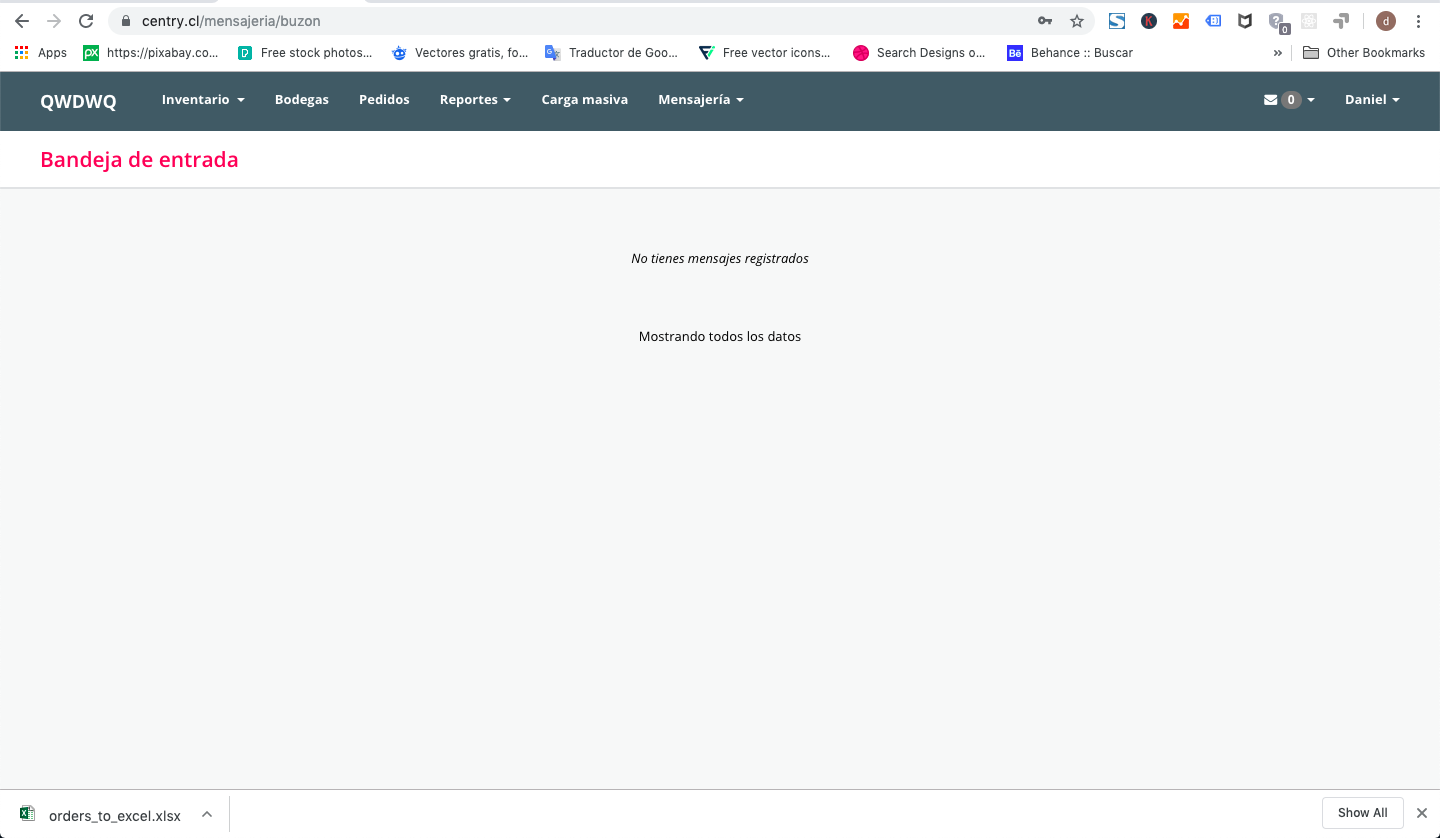 centry.cl/mensajeria/buzon
0
d
Apps
https://pixabay.co...
Free stock photos...
Vectores gratis, fo...
Traductor de Goo...
Free vector icons...
Search Designs o...
Behance :: Buscar
»
Other Bookmarks
QWDWQ
Inventario
Bodegas
Pedidos
Reportes
Carga masiva
Mensajería
0
Daniel
Bandeja de entrada
No tienes mensajes registrados
Mostrando todos los datos
orders_to_excel.xlsx
Show All